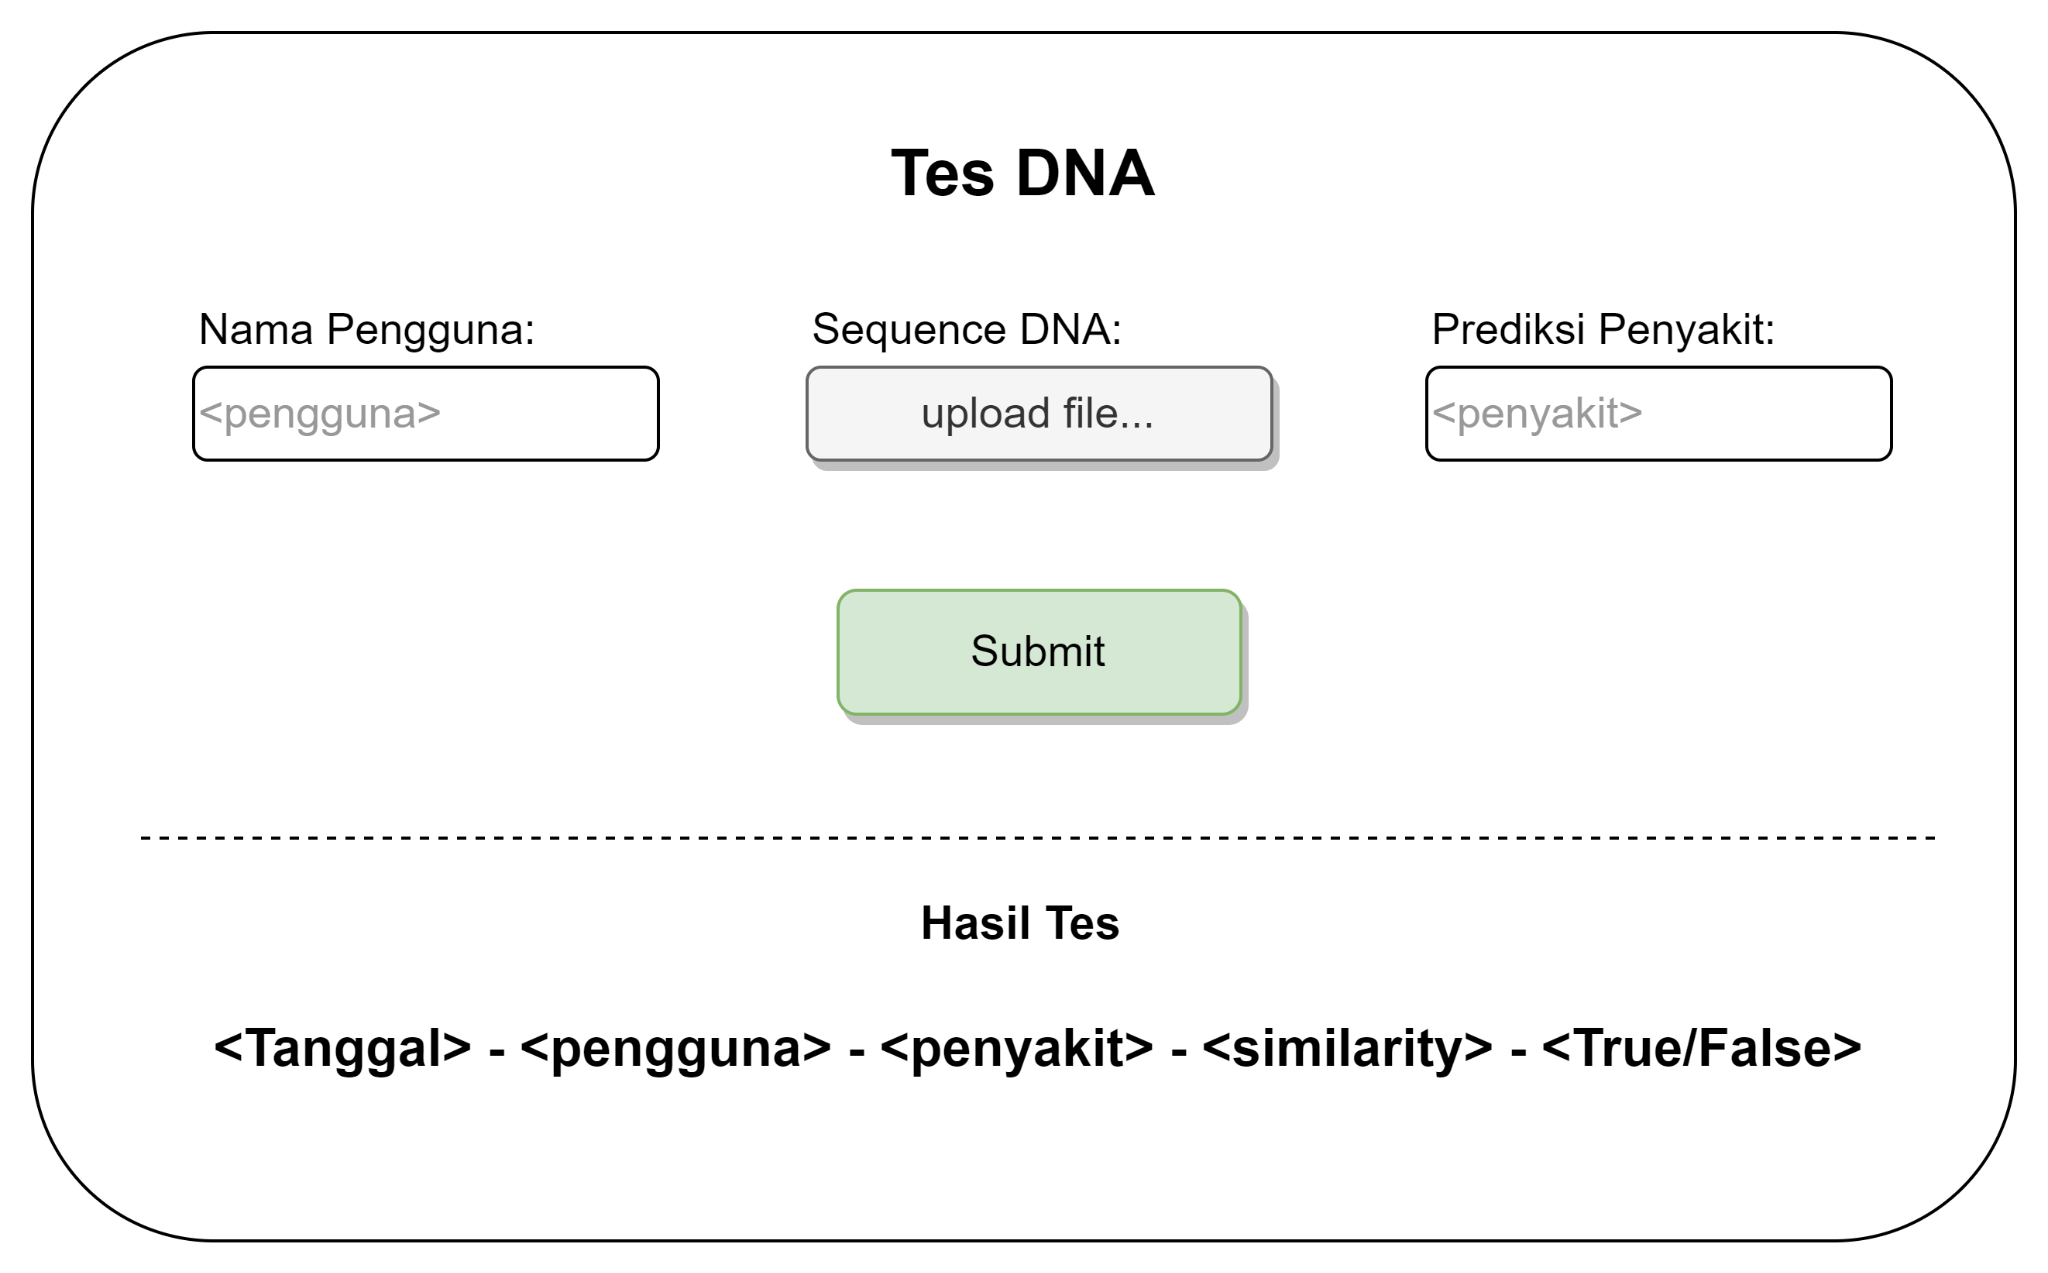 Tes DNA
Nama Pengguna:
<pengguna>
Sequence DNA:
upload file...
Prediksi Penyakit:
<penyakit>
Submit
Hasil Tes
<Tanggal> - <pengguna> - <penyakit> - <similarity> - <True/False>